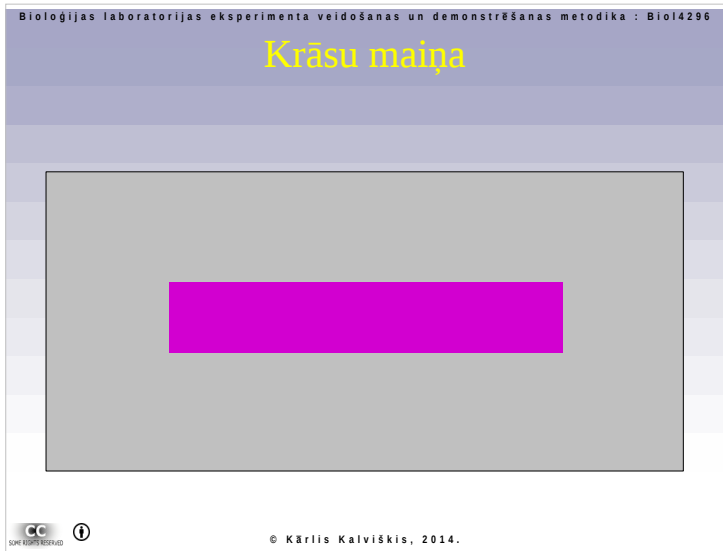 Bioloģijas laboratorijas eksperimenta veidošanas un demonstrēšanas metodika : Biol4296
Krāsu maiņa
CC
SOME RIGHTS RESERVED
© Kārlis Kalviškis, 2014.